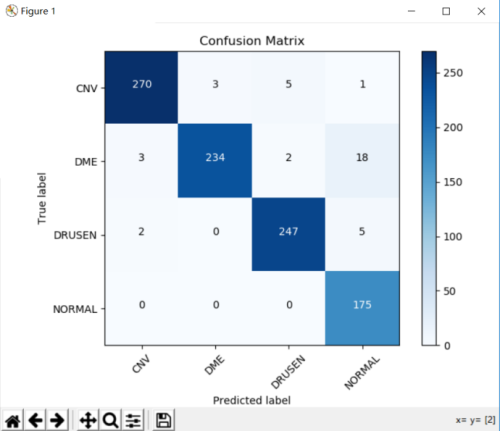 Figure 1
Confusion Matrix
CNV 270 3 5 1
DME 3 234 2 18
DRUSEN 2 0 247 5
NORMAL 0 0 0 175
CNV DME DRUSEN NORMAL
True label
Predicted label
250
200
150
100
50
0
x= y= [2]